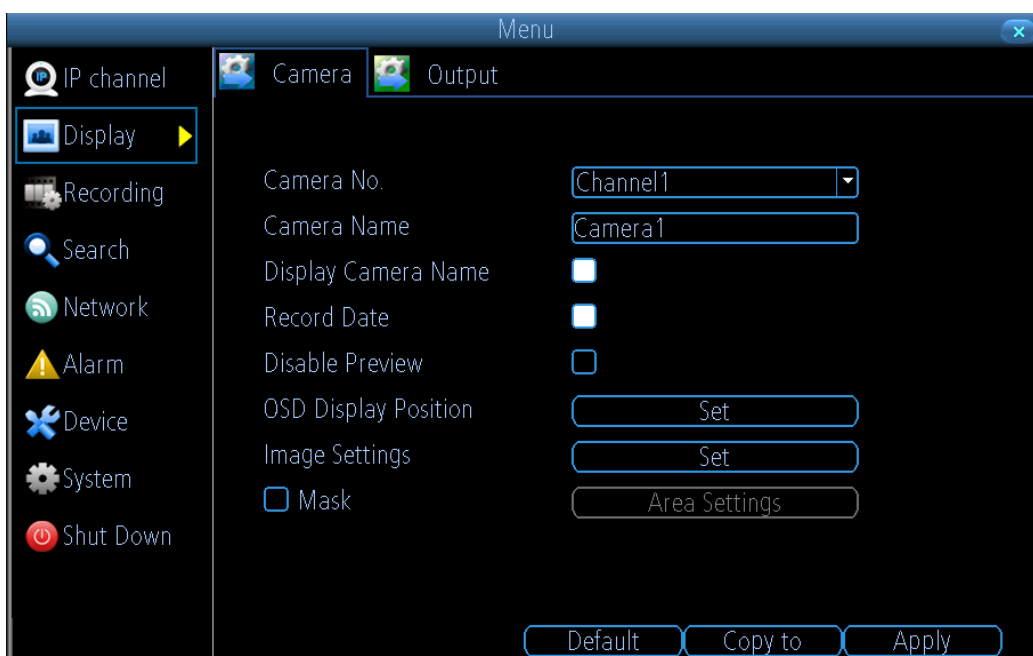 Menu
IP channel
Display
Recording
Search
Network
Alarm
Device
System
Shut Down
Camera
Output
Camera No.
Channel1
Camera Name
Camera1
Display Camera Name
Record Date
Disable Preview
OSD Display Position
Set
Image Settings
Set
Mask
Area Settings
Default
Copy to
Apply